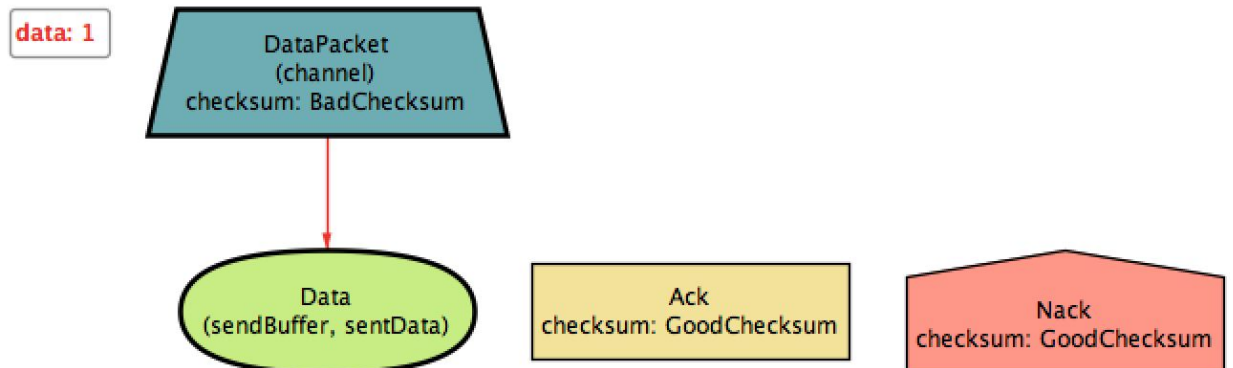 data: 1
DataPacket
(channel)
checksum: BadChecksum
Data
(sendBuffer, sentData)
Ack
checksum: GoodChecksum
Nack
checksum: GoodChecksum